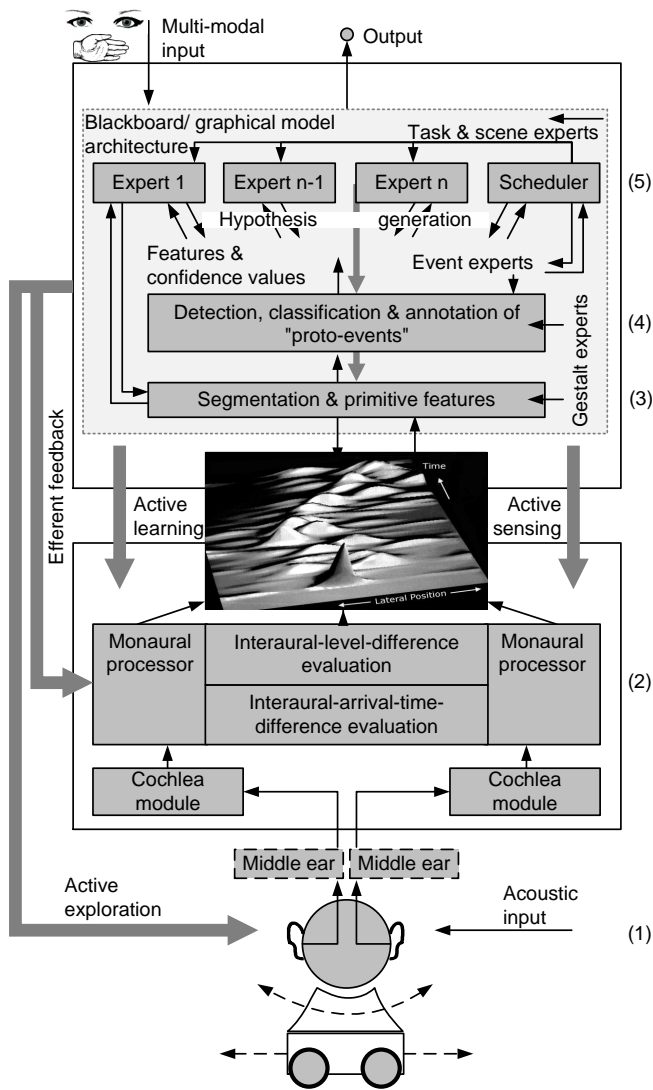 Multi-modal
input
Output
Blackboard/ graphical model
architecture
Task & scene experts
Expert 1
Expert n-1
Expert n
Scheduler
(5)
Hypothesis
generation
Features &
confidence values
Event experts
Detection, classification & annotation of
"proto-events"
(4)
Gestalt experts
Segmentation & primitive features
(3)
Efferent feedback
Active
learning
Time
Lateral Position
Active
sensing
Monaural
processor
Interaural-level-difference
evaluation
Interaural-arrival-time-
difference evaluation
Monaural
processor
(2)
Cochlea
module
Cochlea
module
Middle ear
Middle ear
Active
exploration
Acoustic
input
(1)